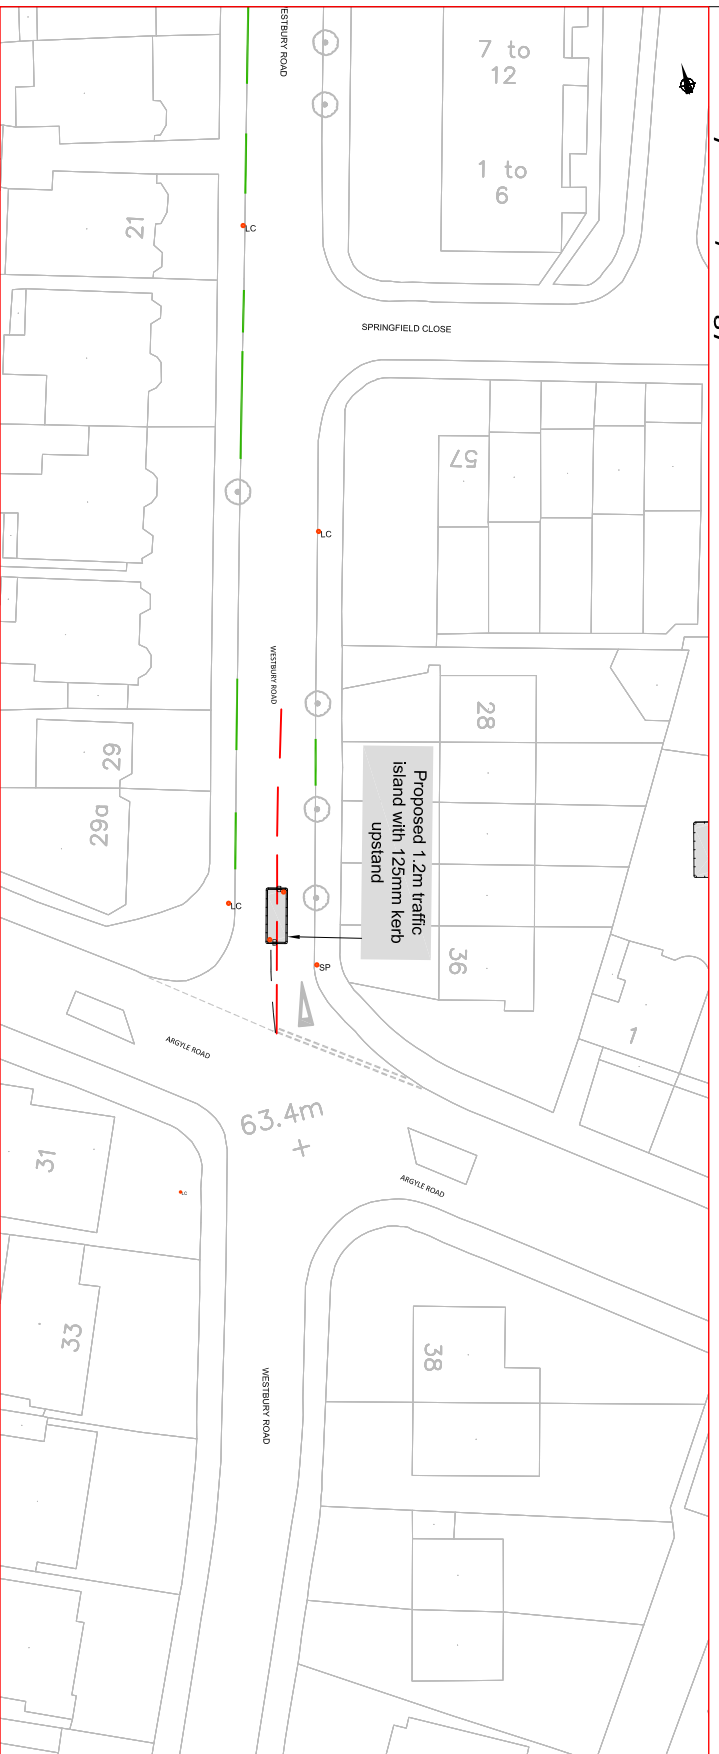 ESTBURY ROAD
7 to
12
1 to
6
21
LC
SPRINGFIELD CLOSE
57
LC
WESTBURY ROAD
28
29
29a
Proposed 1.2m traffic
island with 125mm kerb
upstand
LC
36
SP
1
ARGYLE ROAD
63.4m
31
LC
ARGYLE ROAD
33
38
WESTBURY ROAD